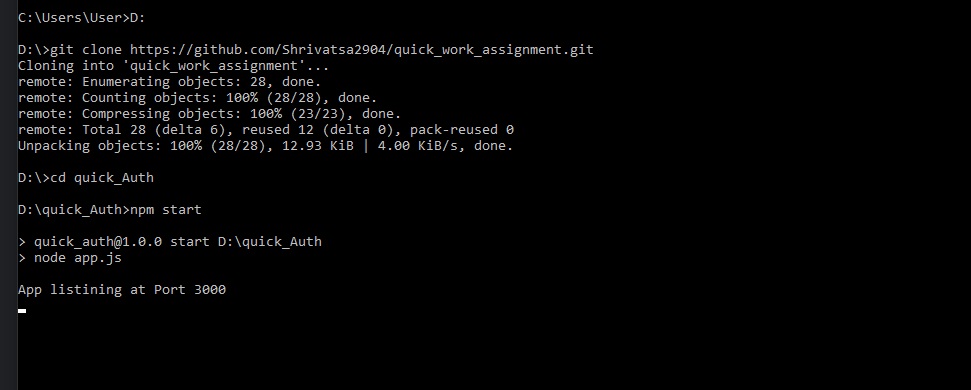 C:\Users\User>D:
D:\>git clone https://github.com/Shrivatsa2904/quick_work_assignment.git
Cloning into 'quick_work_assignment'...
remote: Enumerating objects: 28, done.
remote: Counting objects: 100% (28/28), done.
remote: Compressing objects: 100% (23/23), done.
remote: Total 28 (delta 6), reused 12 (delta 0), pack-reused 0
Unpacking objects: 100% (28/28), 12.93 KiB | 4.00 KiB/s, done.
D:\>cd quick_Auth
D:\quick_Auth>npm start
> quick_auth@1.0.0 start D:\quick_Auth
> node app.js
App listining at Port 3000